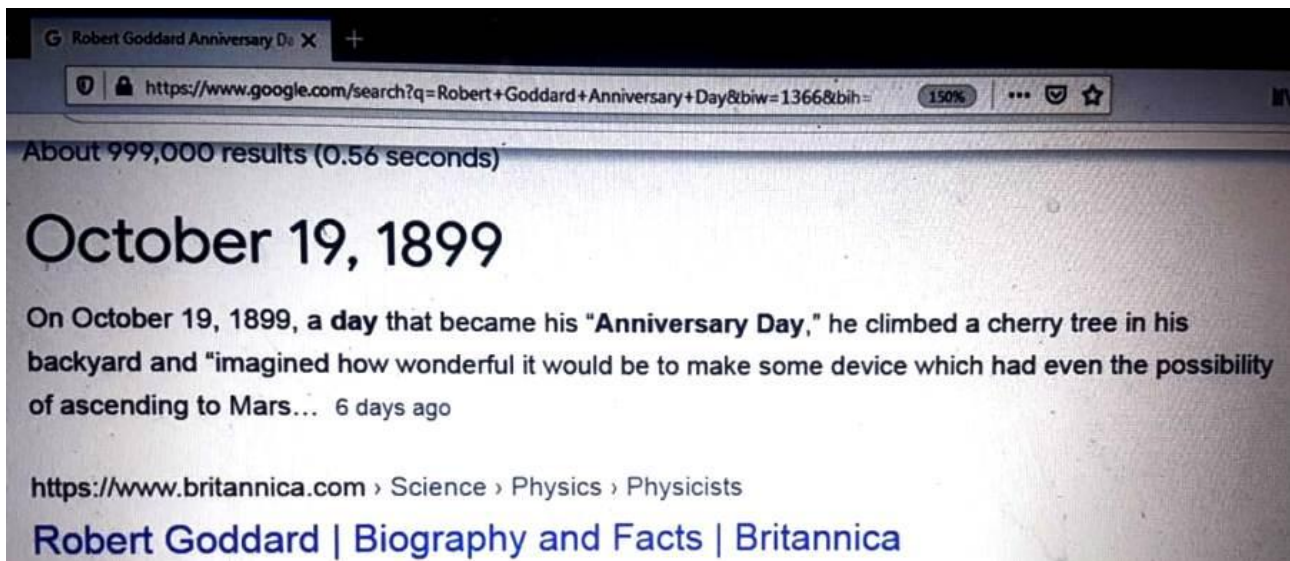 G Robert Goddard Anniversary Da
https://www.google.com/search?q=Robert+Goddard+Anniversary+Day&biw=1366&bih= 150%
About 999,000 results (0.56 seconds)
October 19, 1899
On October 19, 1899, a day that became his "Anniversary Day," he climbed a cherry tree in his
backyard and "imagined how wonderful it would be to make some device which had even the possibility
of ascending to Mars... 6 days ago
https://www.britannica.com › Science › Physics › Physicists
Robert Goddard | Biography and Facts | Britannica